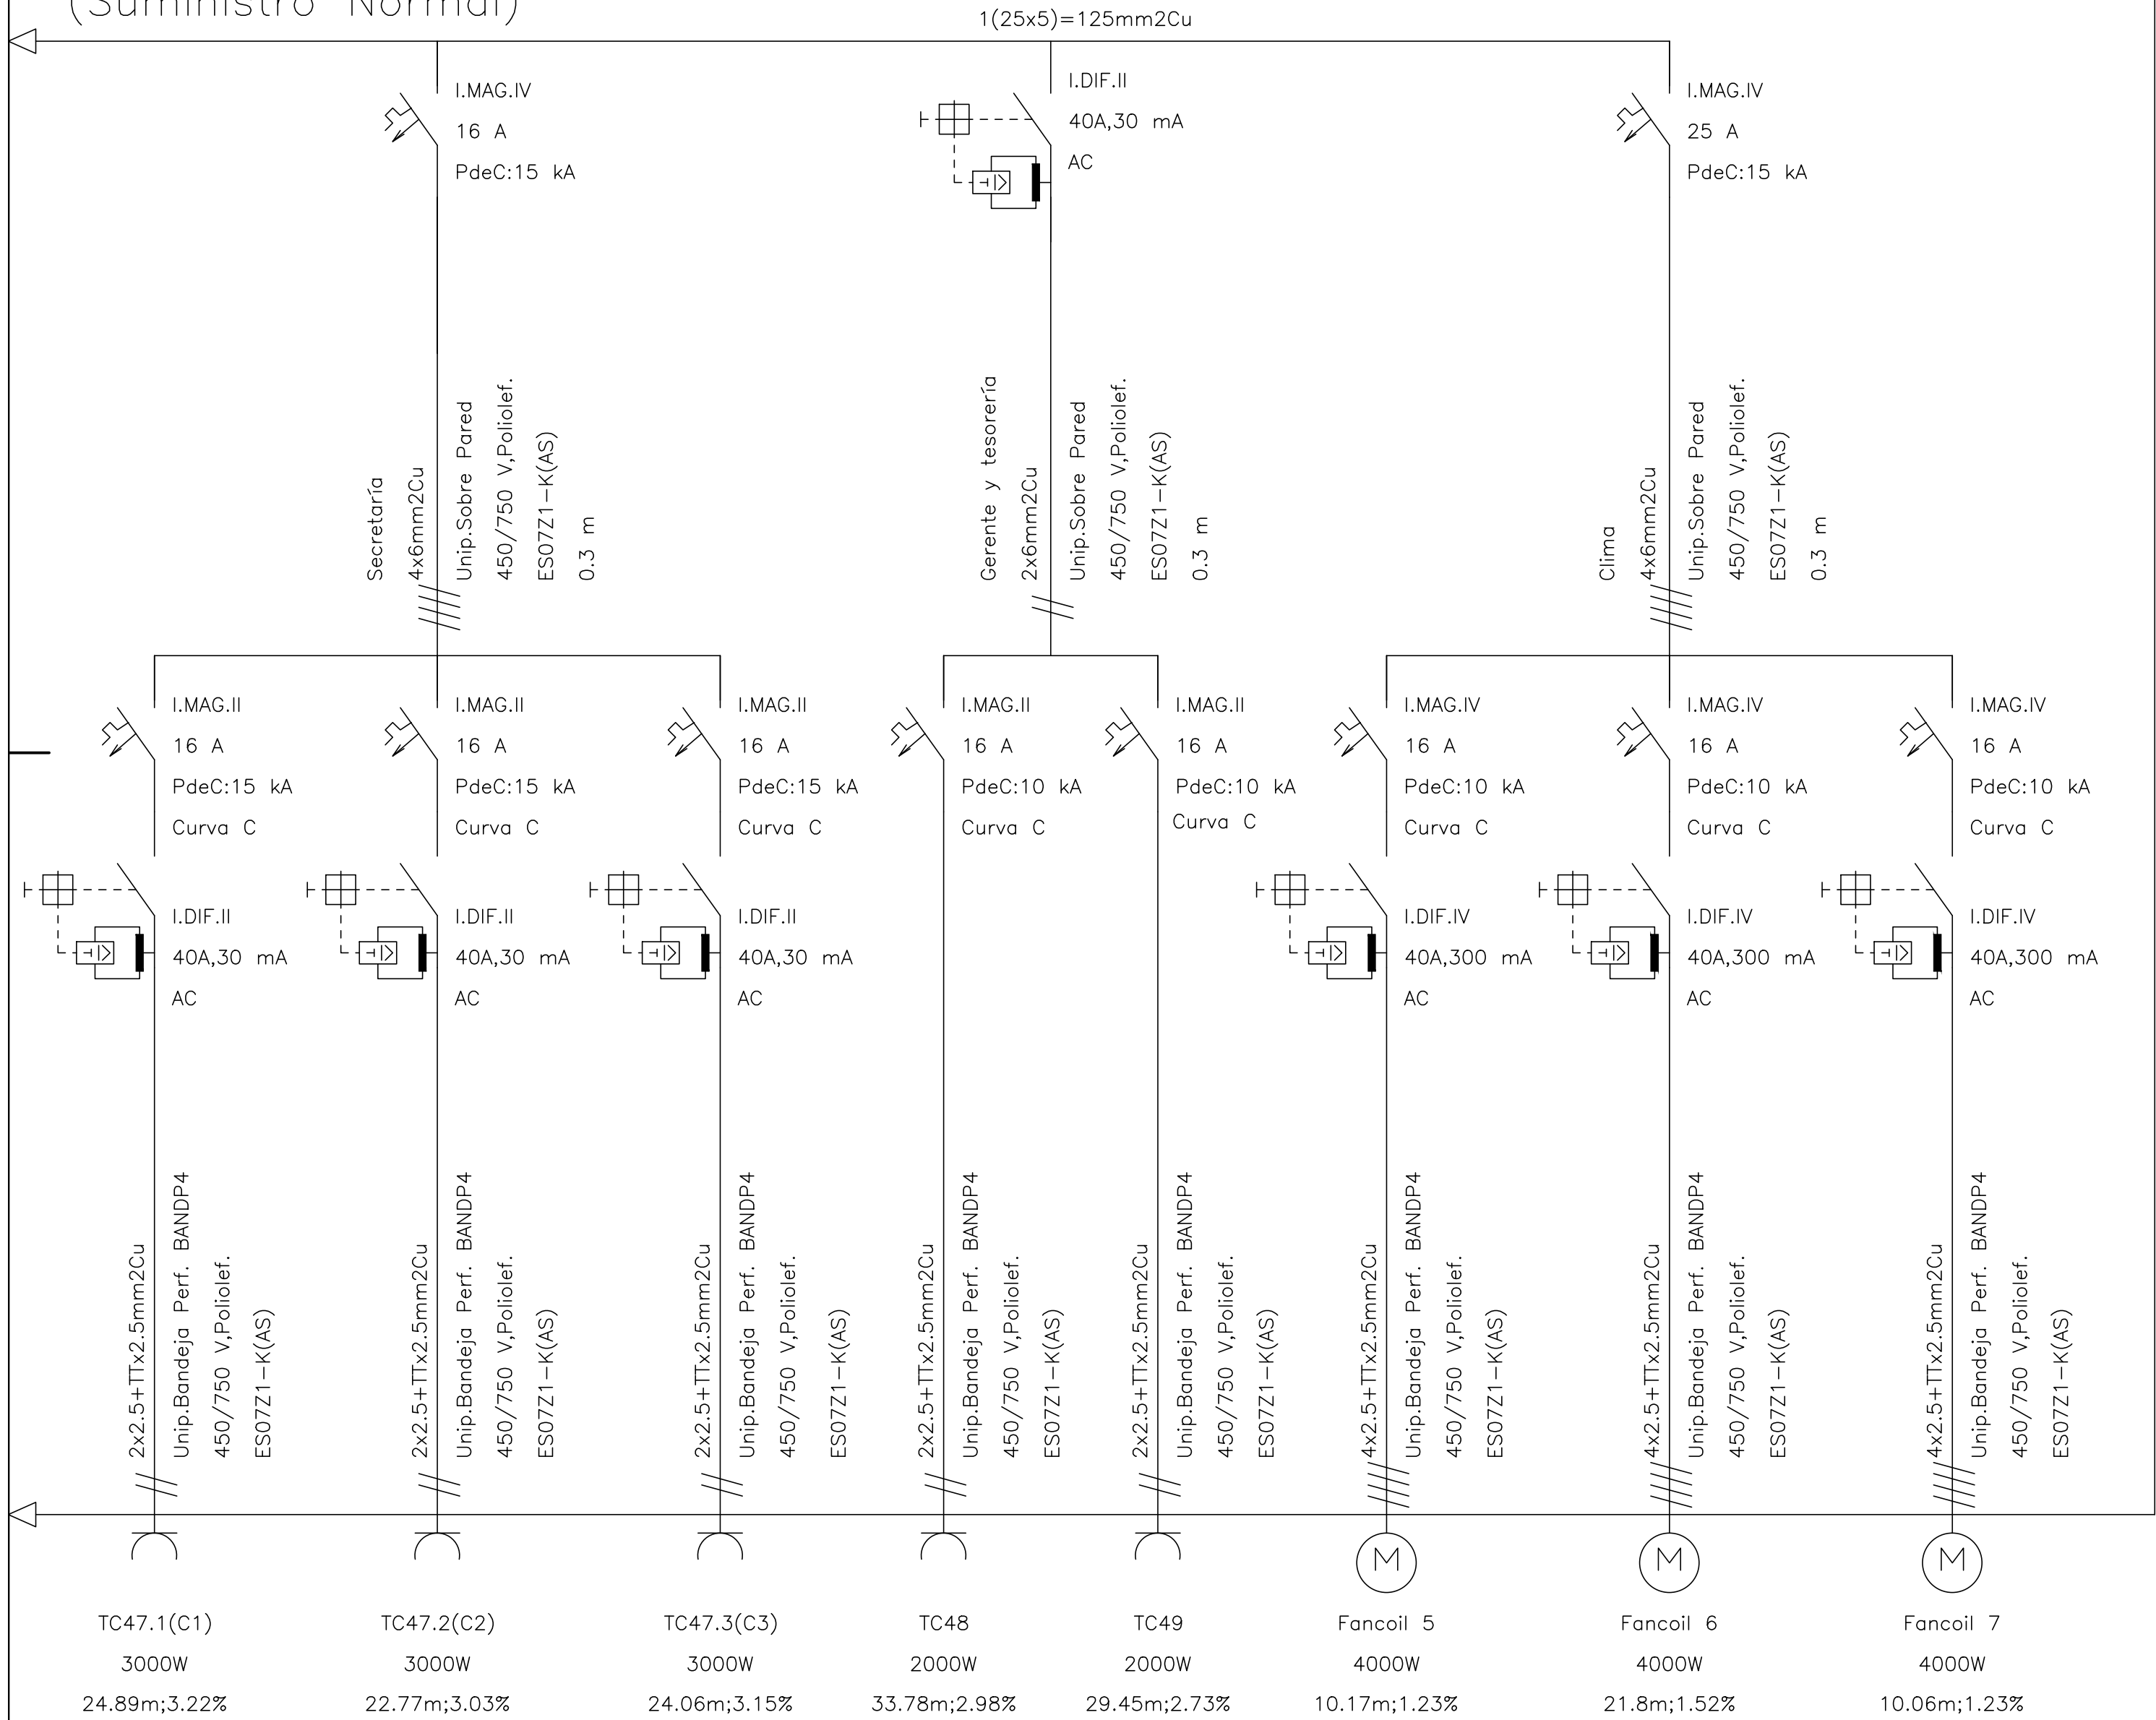 (Suministro Normal)
1(25x5)=125mm2Cu
I.MAG.IV
16 A
PdeC:15 kA
I.DIF.II
40A,30 mA
AC
I.MAG.IV
25 A
PdeC:15 kA
Secretaría
4x6mm2Cu
Unip.Sobre Pared
450/750 V,Poliolef.
ES07Z1-K(AS)
0.3 m
Gerente y tesorería
2x6mm2Cu
Unip.Sobre Pared
450/750 V,Poliolef.
ES07Z1-K(AS)
0.3 m
Clima
4x6mm2Cu
Unip.Sobre Pared
450/750 V,Poliolef.
ES07Z1-K(AS)
0.3 m
I.MAG.II
16 A
PdeC:15 kA
Curva C
I.DIF.II
40A,30 mA
AC
2x2.5+TTx2.5mm2Cu
Unip.Bandeja Perf. BANDP4
450/750 V,Poliolef.
ES07Z1-K(AS)
TC47.1(C1)
3000W
24.89m;3.22%
I.MAG.II
16 A
PdeC:15 kA
Curva C
I.DIF.II
40A,30 mA
AC
2x2.5+TTx2.5mm2Cu
Unip.Bandeja Perf. BANDP4
450/750 V,Poliolef.
ES07Z1-K(AS)
TC47.2(C2)
3000W
22.77m;3.03%
I.MAG.II
16 A
PdeC:15 kA
Curva C
I.DIF.II
40A,30 mA
AC
2x2.5+TTx2.5mm2Cu
Unip.Bandeja Perf. BANDP4
450/750 V,Poliolef.
ES07Z1-K(AS)
TC47.3(C3)
3000W
24.06m;3.15%
I.MAG.II
16 A
PdeC:10 kA
Curva C
2x2.5+TTx2.5mm2Cu
Unip.Bandeja Perf. BANDP4
450/750 V,Poliolef.
ES07Z1-K(AS)
TC48
2000W
33.78m;2.98%
I.MAG.II
16 A
PdeC:10 kA
Curva C
2x2.5+TTx2.5mm2Cu
Unip.Bandeja Perf. BANDP4
450/750 V,Poliolef.
ES07Z1-K(AS)
TC49
2000W
29.45m;2.73%
I.MAG.IV
16 A
PdeC:10 kA
Curva C
I.DIF.IV
40A,300 mA
AC
4x2.5+TTx2.5mm2Cu
Unip.Bandeja Perf. BANDP4
450/750 V,Poliolef.
ES07Z1-K(AS)
M
Fancoil 5
4000W
10.17m;1.23%
I.MAG.IV
16 A
PdeC:10 kA
Curva C
I.DIF.IV
40A,300 mA
AC
4x2.5+TTx2.5mm2Cu
Unip.Bandeja Perf. BANDP4
450/750 V,Poliolef.
ES07Z1-K(AS)
M
Fancoil 6
4000W
21.8m;1.52%
I.MAG.IV
16 A
PdeC:10 kA
Curva C
I.DIF.IV
40A,300 mA
AC
4x2.5+TTx2.5mm2Cu
Unip.Bandeja Perf. BANDP4
450/750 V,Poliolef.
ES07Z1-K(AS)
M
Fancoil 7
4000W
10.06m;1.23%